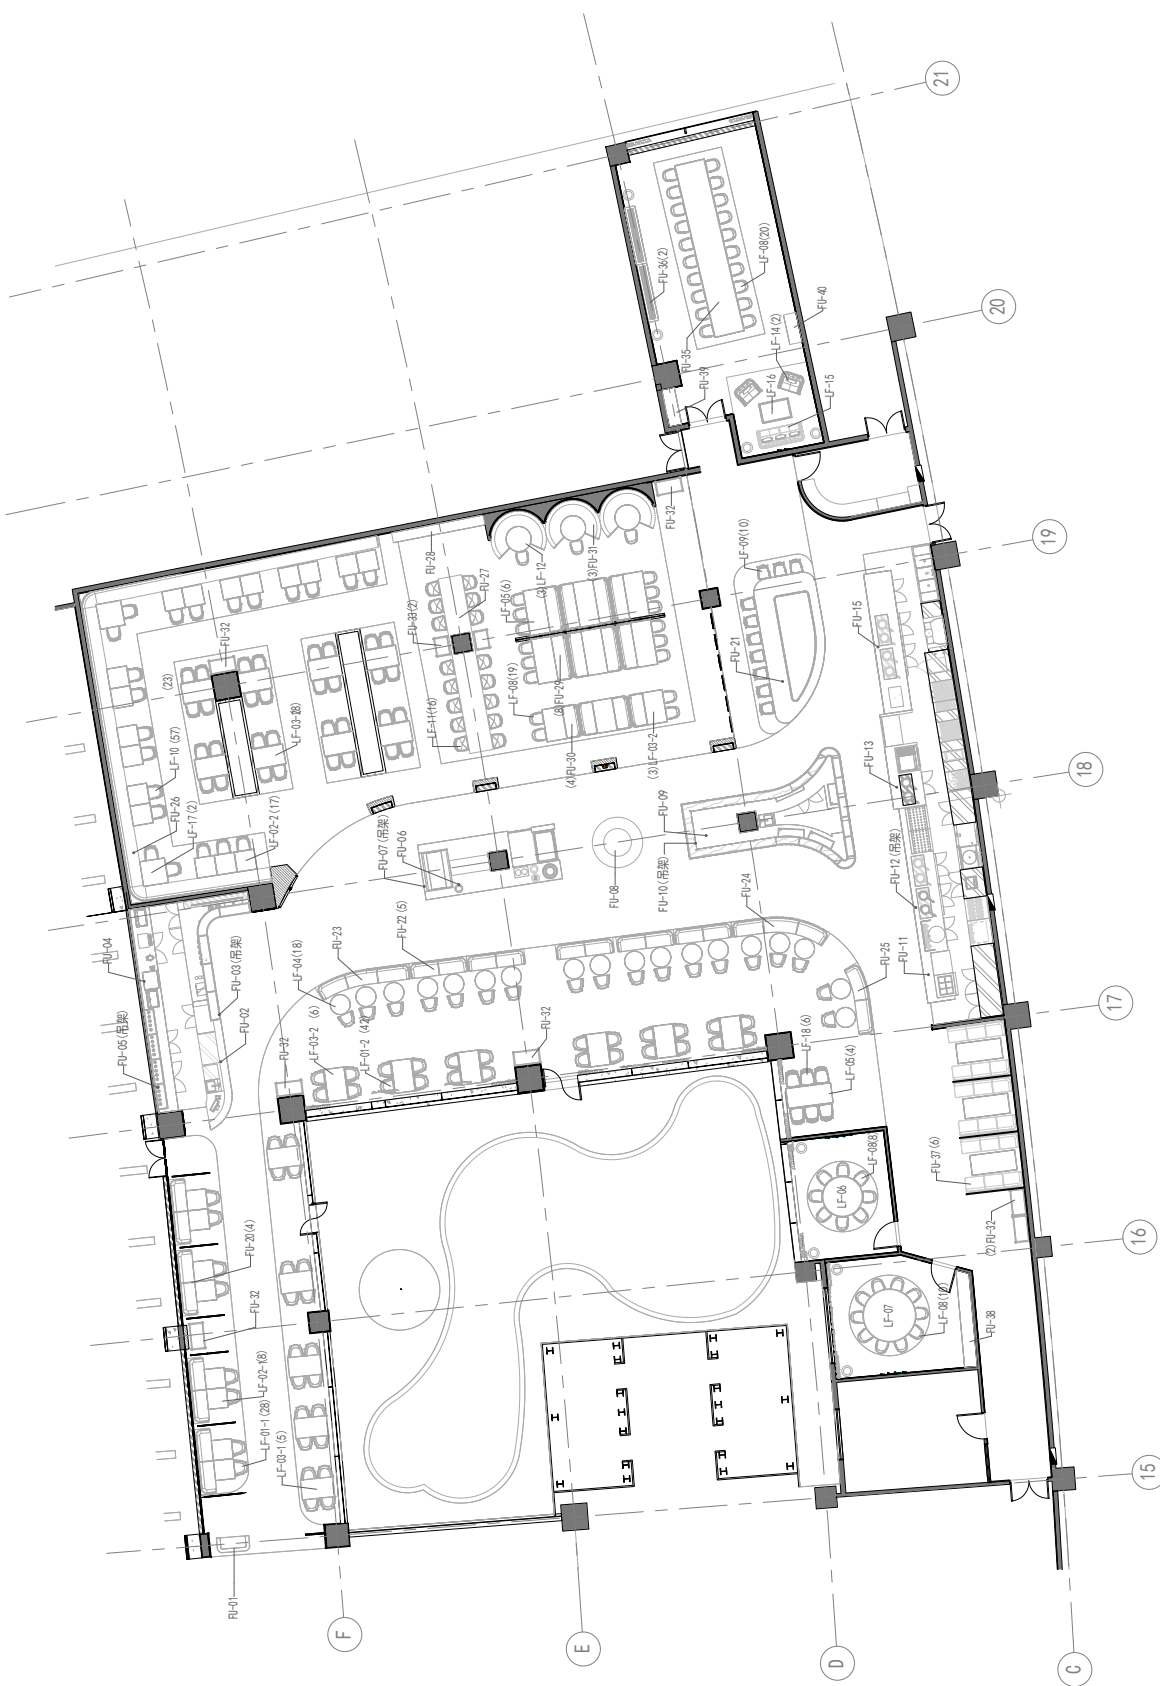 21
20
19
18
17
16
15
F
E
D
C
FU-36(2)
LF-08(20)
FU-35
FU-40
LF-14(2)
LF-16
LF-15
FU-39
FU-32
FU-28
FU-27
FU-33(2)
LF-11(16)
LF-05(6)
(3)LF-12
(3)FU-31
LF-08(19)
(8)FU-29
(4)FU-30
(3)LF-03-2
LF-09(10)
FU-21
FU-15
FU-32
(23)
LF-03-2B
LF-10 (57)
FU-26
LF-17(2)
LF-02-2(17)
FU-07(吊架)
FU-06
FU-08
FU-09
FU-10(吊架)
FU-13
FU-12(吊架)
FU-11
FU-04
FU-05(吊架)
FU-03(吊架)
FU-02
FU-23
FU-22(5)
LF-04(18)
FU-24
FU-25
FU-32
LF-03-2 (6)
LF-01-2 (42)
FU-32
LF-18(6)
LF-05(4)
LF-08(8)
LF-06
FU-37(6)
(2)FU-32
LF-07
LF-08(10)
FU-38
FU-20(4)
FU-32
LF-02-1(8)
LF-01-1(28)
LF-03-1(5)
FU-01